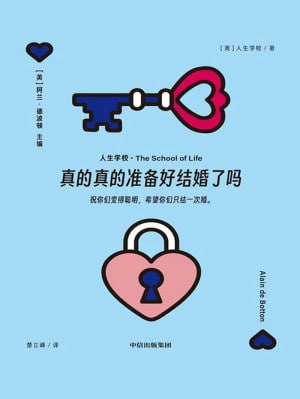 [英]人生学校 / 著
[英]阿兰·德波顿 主编
人生学校·The School of Life
真的真的准备好结婚了吗
祝你们变得聪明，希望你们只结一次婚。
Alain de Botton
楚立峰 / 译
中信出版集团